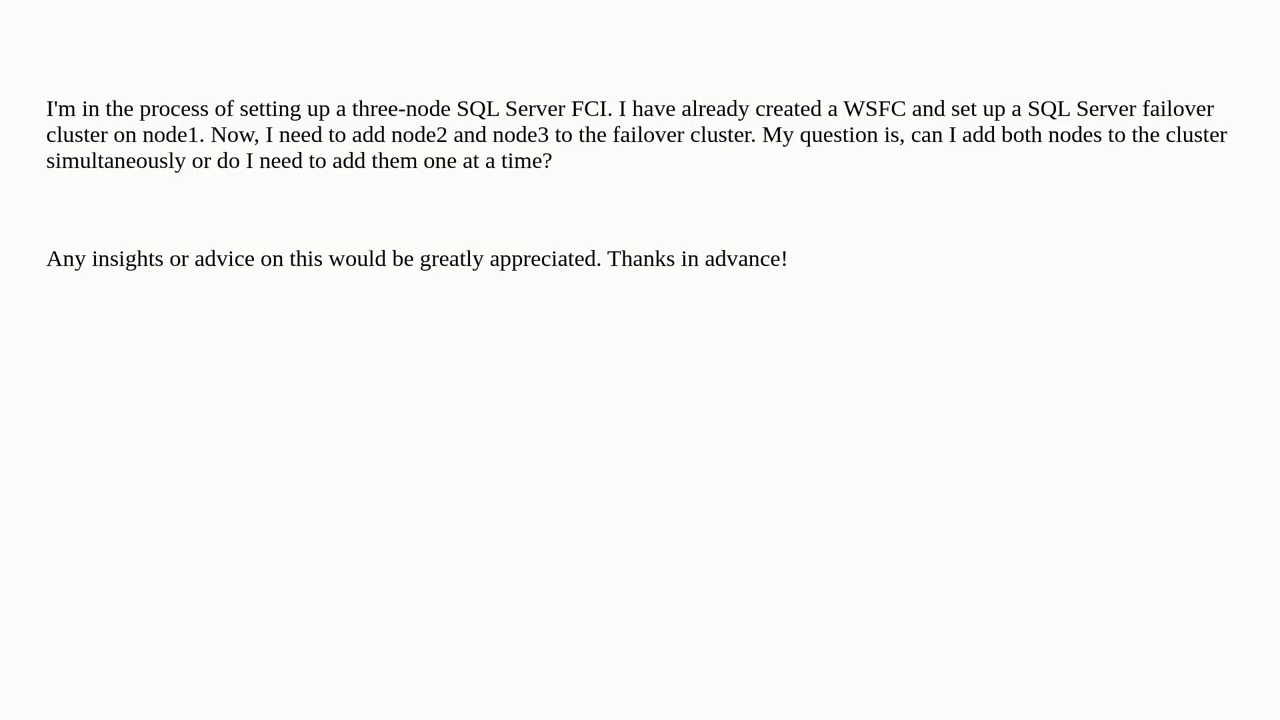 I'm in the process of setting up a three-node SQL Server FCI. I have already created a WSFC and set up a SQL Server failover
cluster on node1. Now, I need to add node2 and node3 to the failover cluster. My question is, can I add both nodes to the cluster
simultaneously or do I need to add them one at a time?
Any insights or advice on this would be greatly appreciated. Thanks in advance!